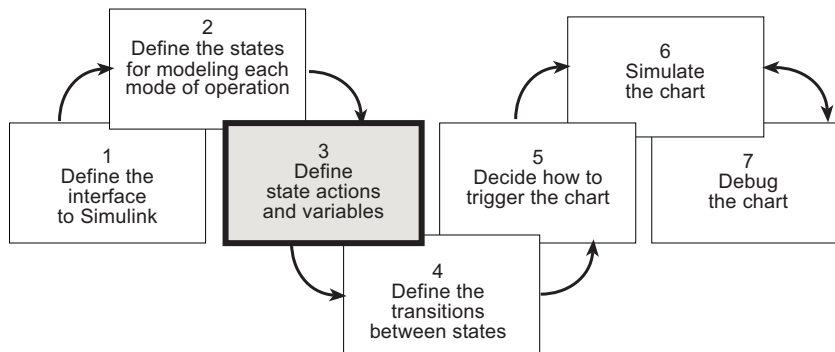 1
Define the
interface
to Simulink
2
Define the states
for modeling each
mode of operation
3
Define
state actions
and variables
4
Define the
transitions
between states
5
Decide how to
trigger the chart
6
Simulate
the chart
7
Debug
the chart